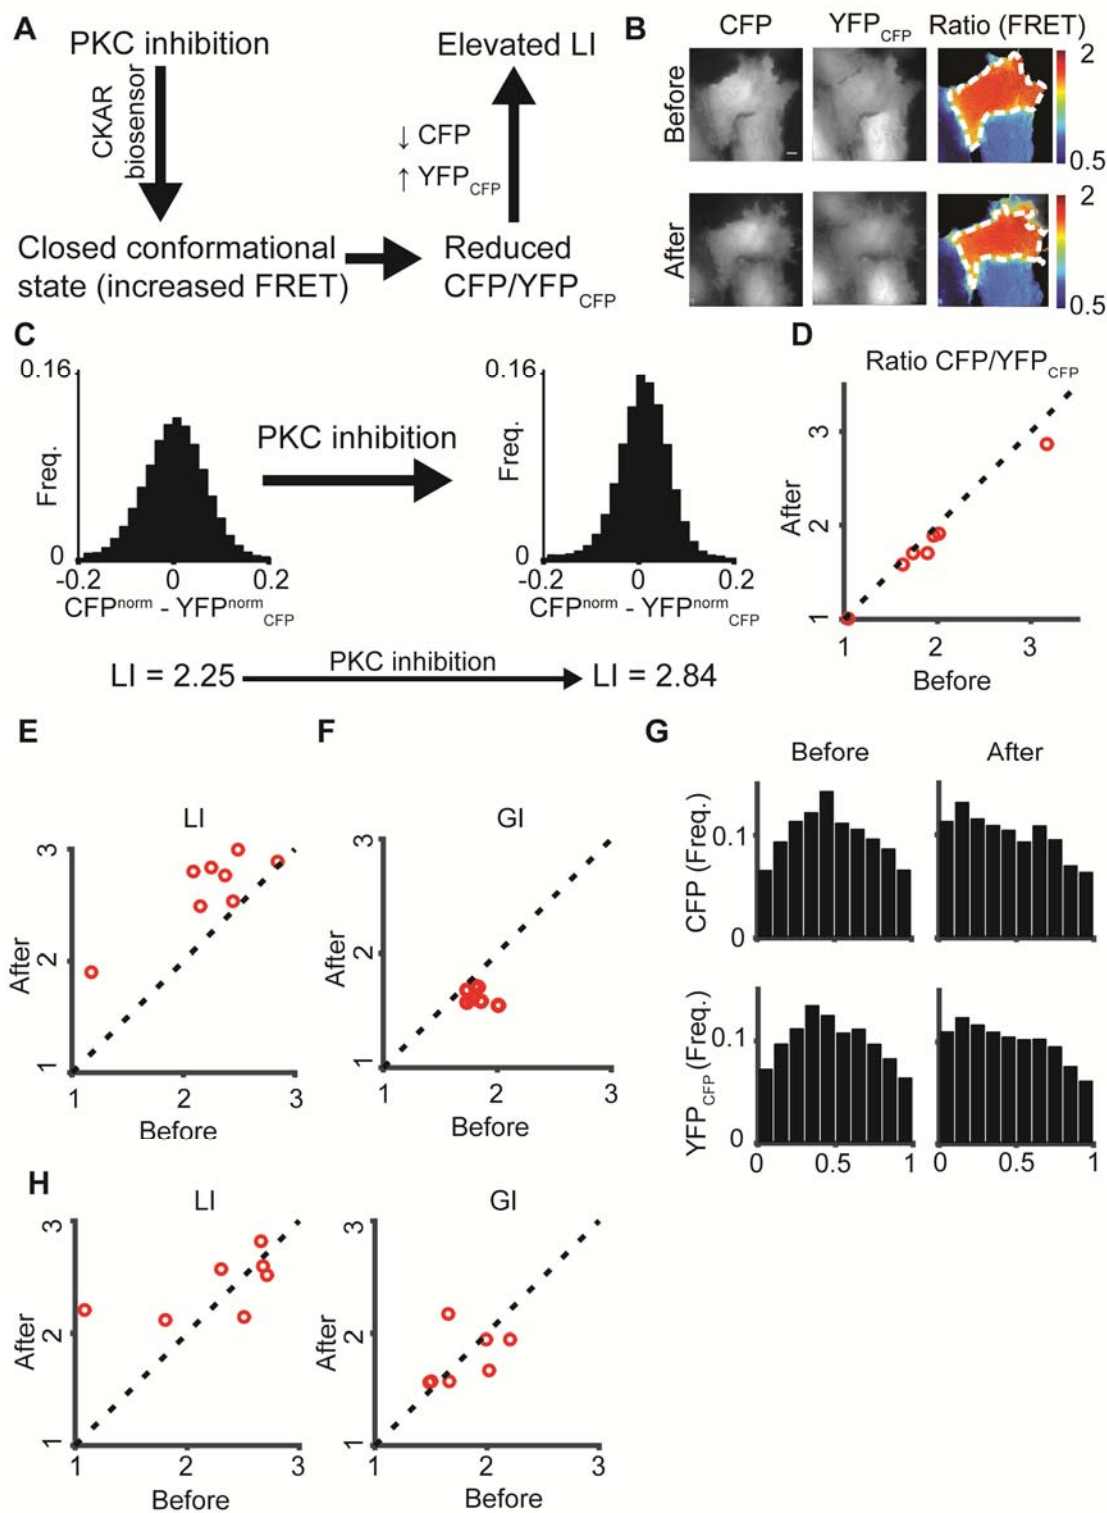 A
PKC inhibition
CKAR
biosensor
Closed conformational
state (increased FRET)
Elevated LI
↓ CFP
↑ YFPCFP
Reduced
CFP/YFPCFP
B
CFP
YFPCFP
Ratio (FRET)
Before
2
0.5
After
2
0.5
C
0.16
Freq.
0
-0.2
0
0.2
CFPnorm - YFPnormCFP
PKC inhibition
0.16
Freq.
0
-0.2
0
0.2
CFPnorm - YFPnormCFP
LI = 2.25
PKC inhibition
LI = 2.84
D
Ratio CFP/YFPCFP
After
3
2
1
1
2
3
Before
E
LI
After
3
2
1
1
2
3
Before
F
GI
After
3
2
1
1
2
3
Before
G
Before
After
CFP (Freq.)
0.1
0
YFPCFP (Freq.)
0.1
0
0
0.5
1
0
0.5
1
H
LI
After
3
2
1
1
2
3
Before
GI
After
3
2
1
1
2
3
Before